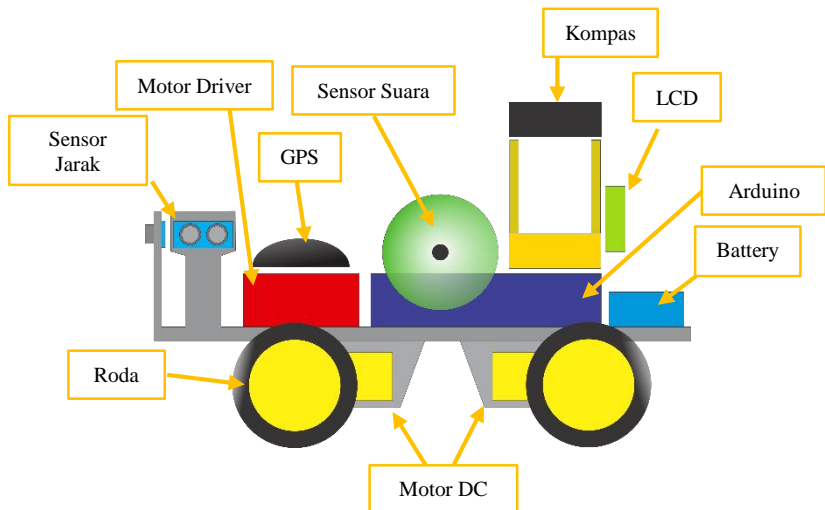 Kompas
Motor Driver
Sensor Suara
LCD
Sensor
Jarak
GPS
Arduino
Battery
Roda
Motor DC